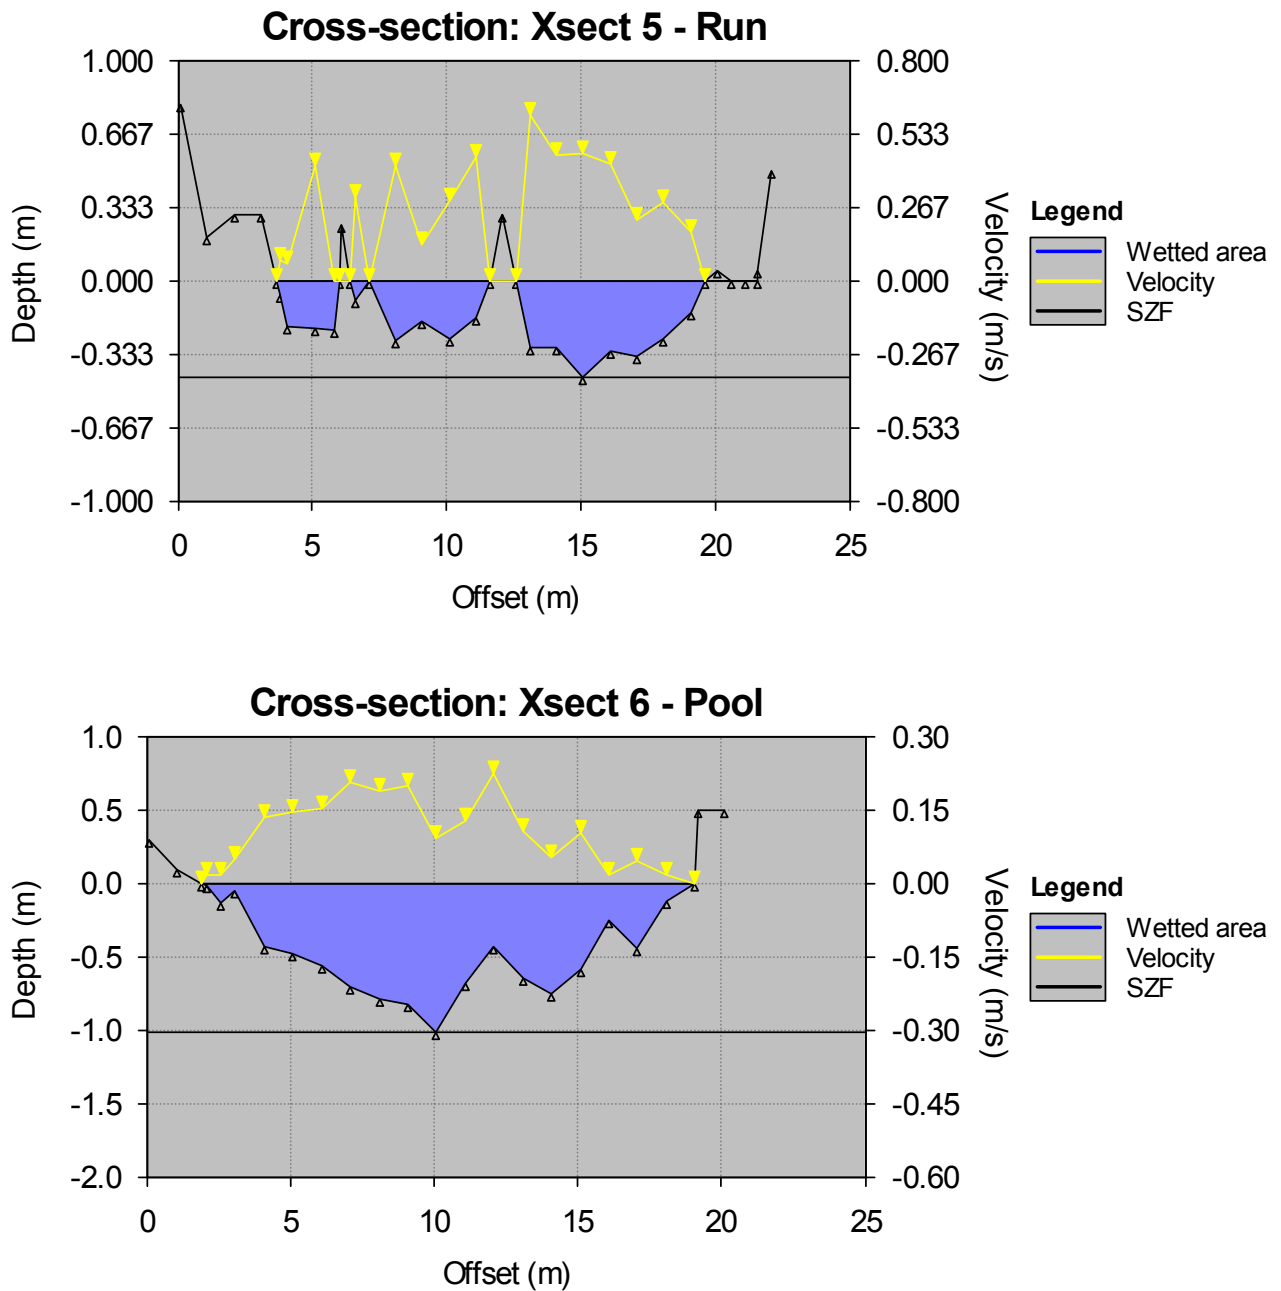 Cross-section: Xsect 5 - Run
1.000
0.667
0.333
0.000
-0.333
-0.667
-1.000
Depth (m)
0.800
0.533
0.267
0.000
-0.267
-0.533
-0.800
Velocity (m/s)
0 5 10 15 20 25
Offset (m)
Legend
Wetted area
Velocity
SZF
Cross-section: Xsect 6 - Pool
1.0
0.5
0.0
-0.5
-1.0
-1.5
-2.0
Depth (m)
0.30
0.15
0.00
-0.15
-0.30
-0.45
-0.60
Velocity (m/s)
0 5 10 15 20 25
Offset (m)
Legend
Wetted area
Velocity
SZF